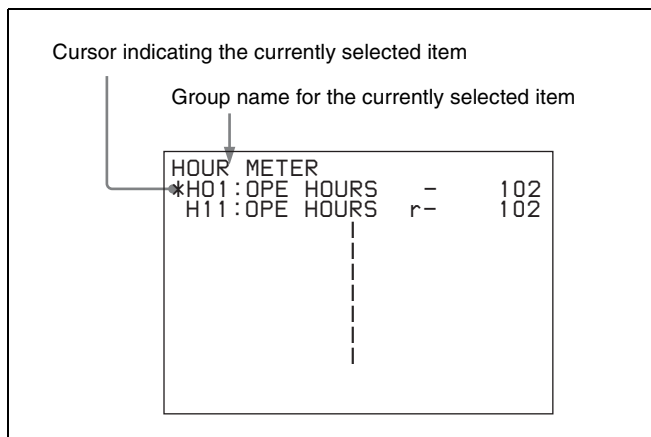 Cursor indicating the currently selected item
Group name for the currently selected item
HOUR METER
*H01:OPE HOURS - 102
H11:OPE HOURS r- 102